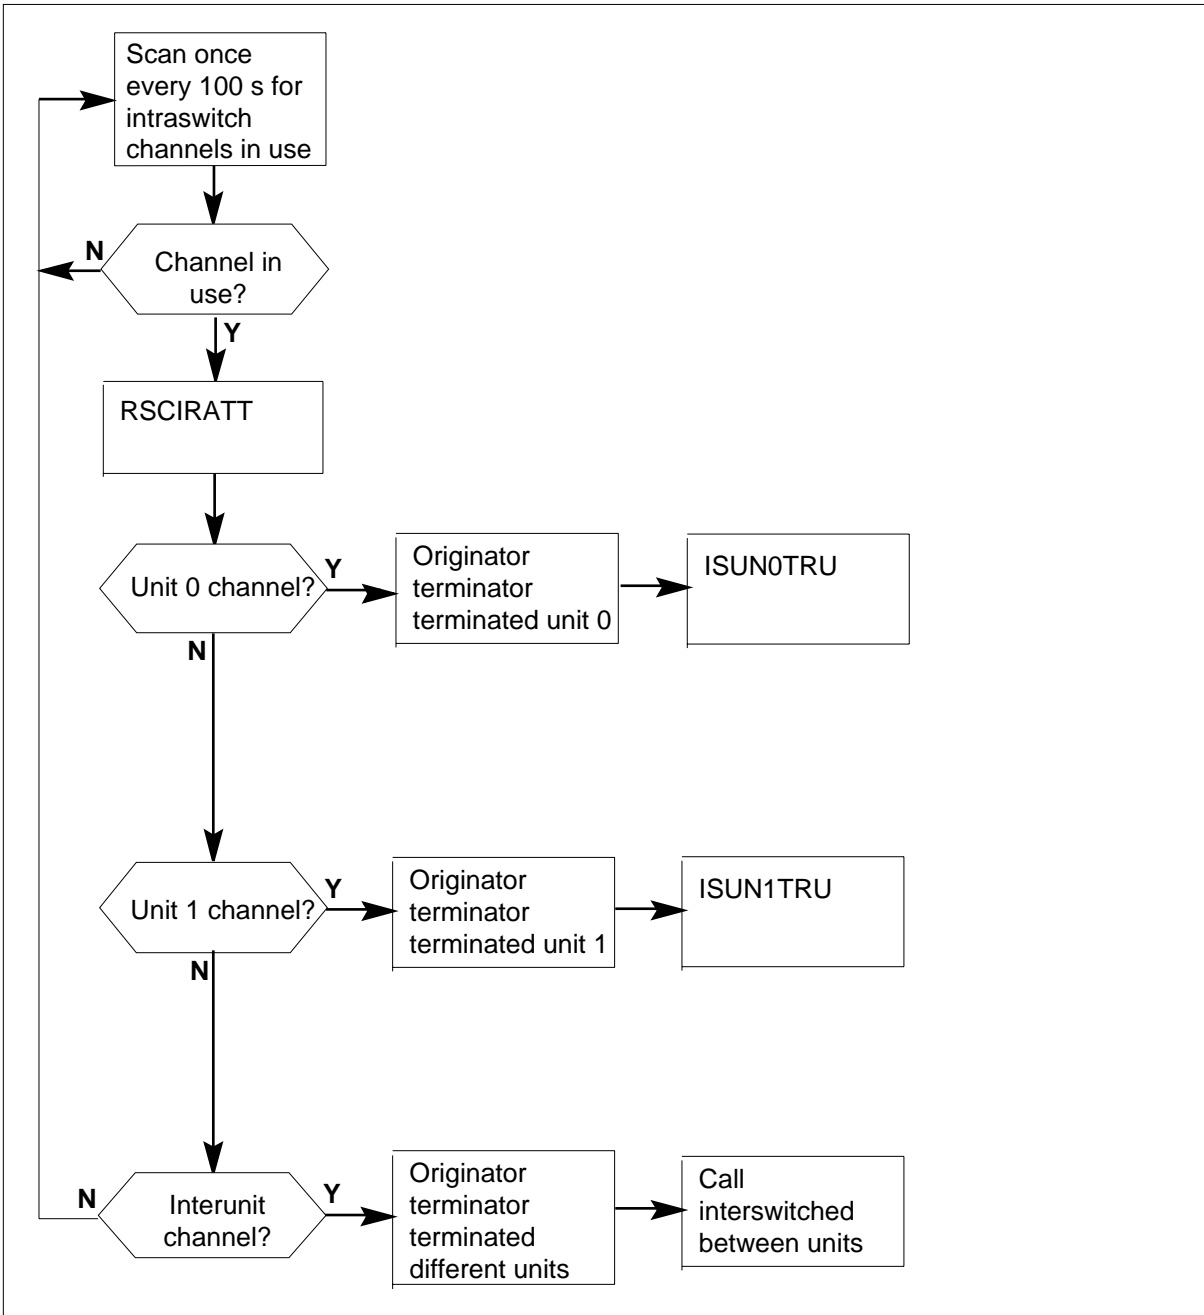 Scan once
every 100 s for
intraswitch
channels in use
N
Channel in
use?
Y
RSCIRATT
Unit 0 channel?
Y
Originator
terminator
terminated unit 0
ISUN0TRU
N
Unit 1 channel?
Y
Originator
terminator
terminated unit 1
ISUN1TRU
N
N
Interunit
channel?
Y
Originator
terminator
terminated
different units
Call
interswitched
between units